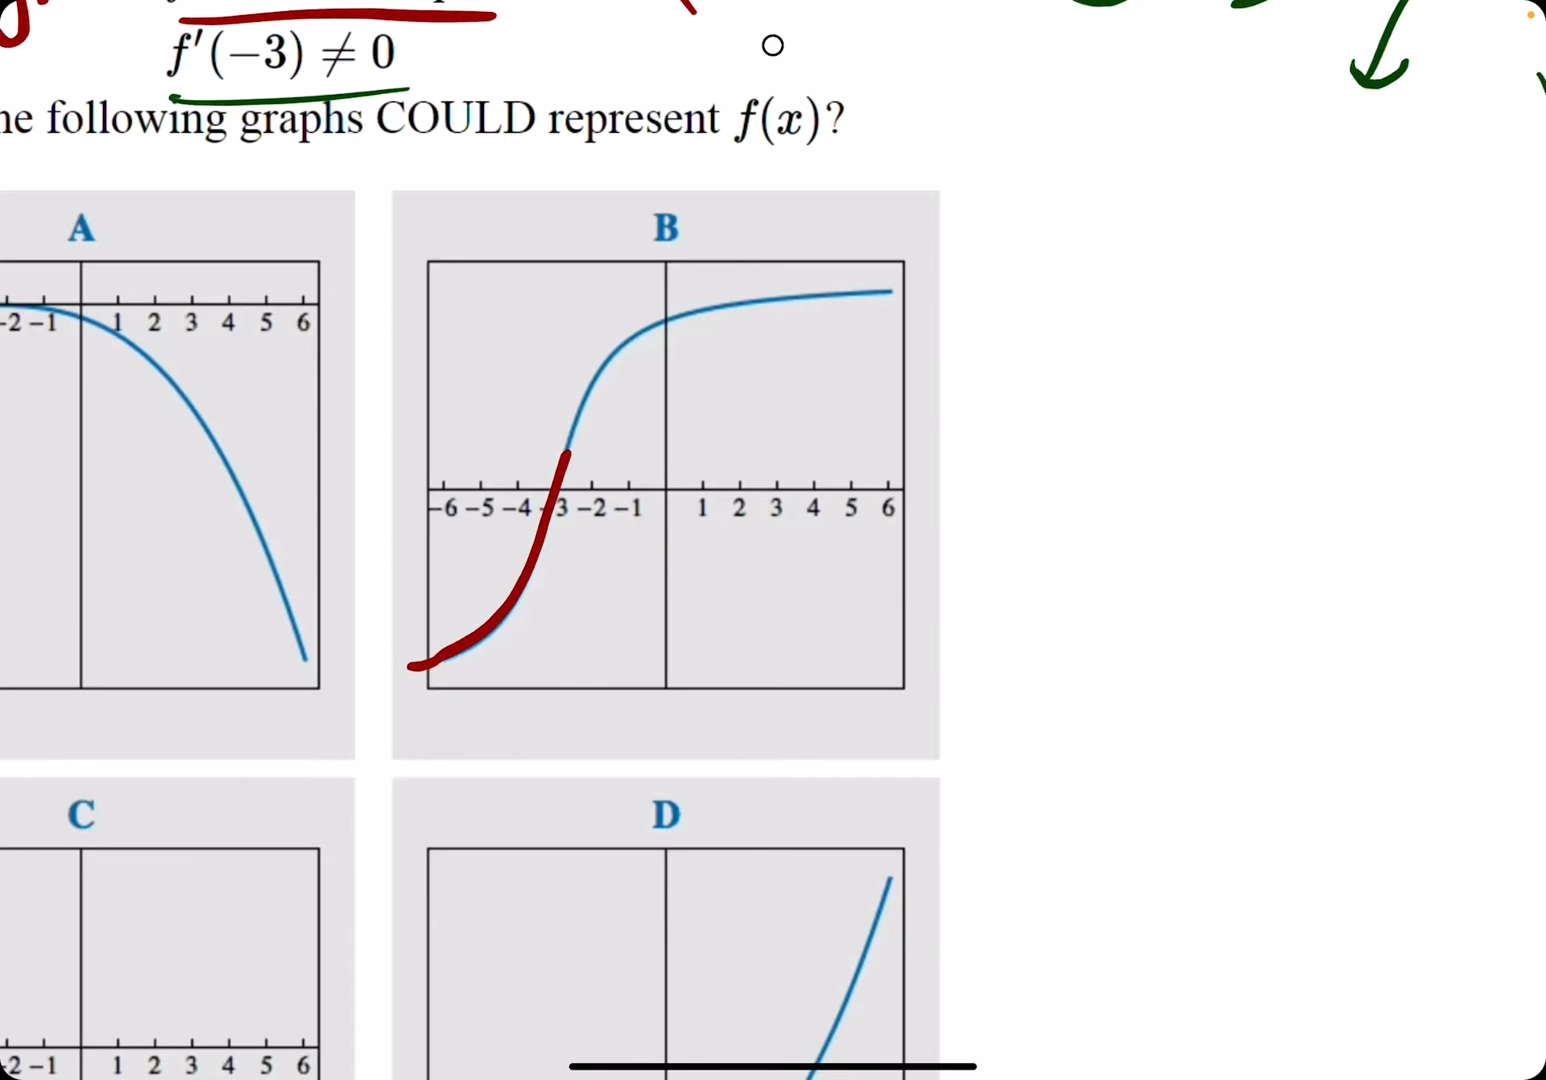 f′(−3) ≠ 0
following graphs COULD represent f(x)?
A
B
-2 −1 1 2 3 4 5 6
−6 −5 −4 -3 −2 −1 1 2 3 4 5 6
C
D
-2 −1 1 2 3 4 5 6